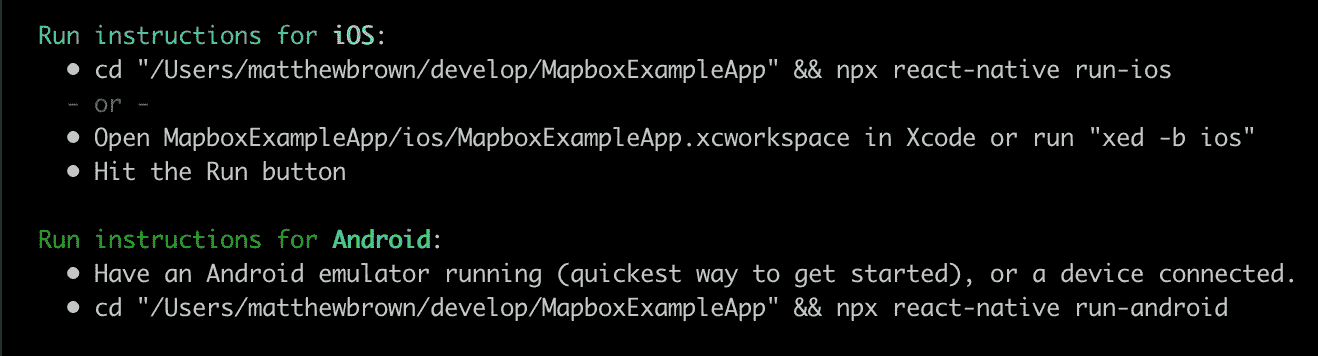 Run instructions for iOS:
• cd "/Users/matthewbrown/develop/MapboxExampleApp" && npx react-native run-ios
- or -
• Open MapboxExampleApp/ios/MapboxExampleApp.xcworkspace in Xcode or run "xed -b ios"
• Hit the Run button
Run instructions for Android:
• Have an Android emulator running (quickest way to get started), or a device connected.
• cd "/Users/matthewbrown/develop/MapboxExampleApp" && npx react-native run-android